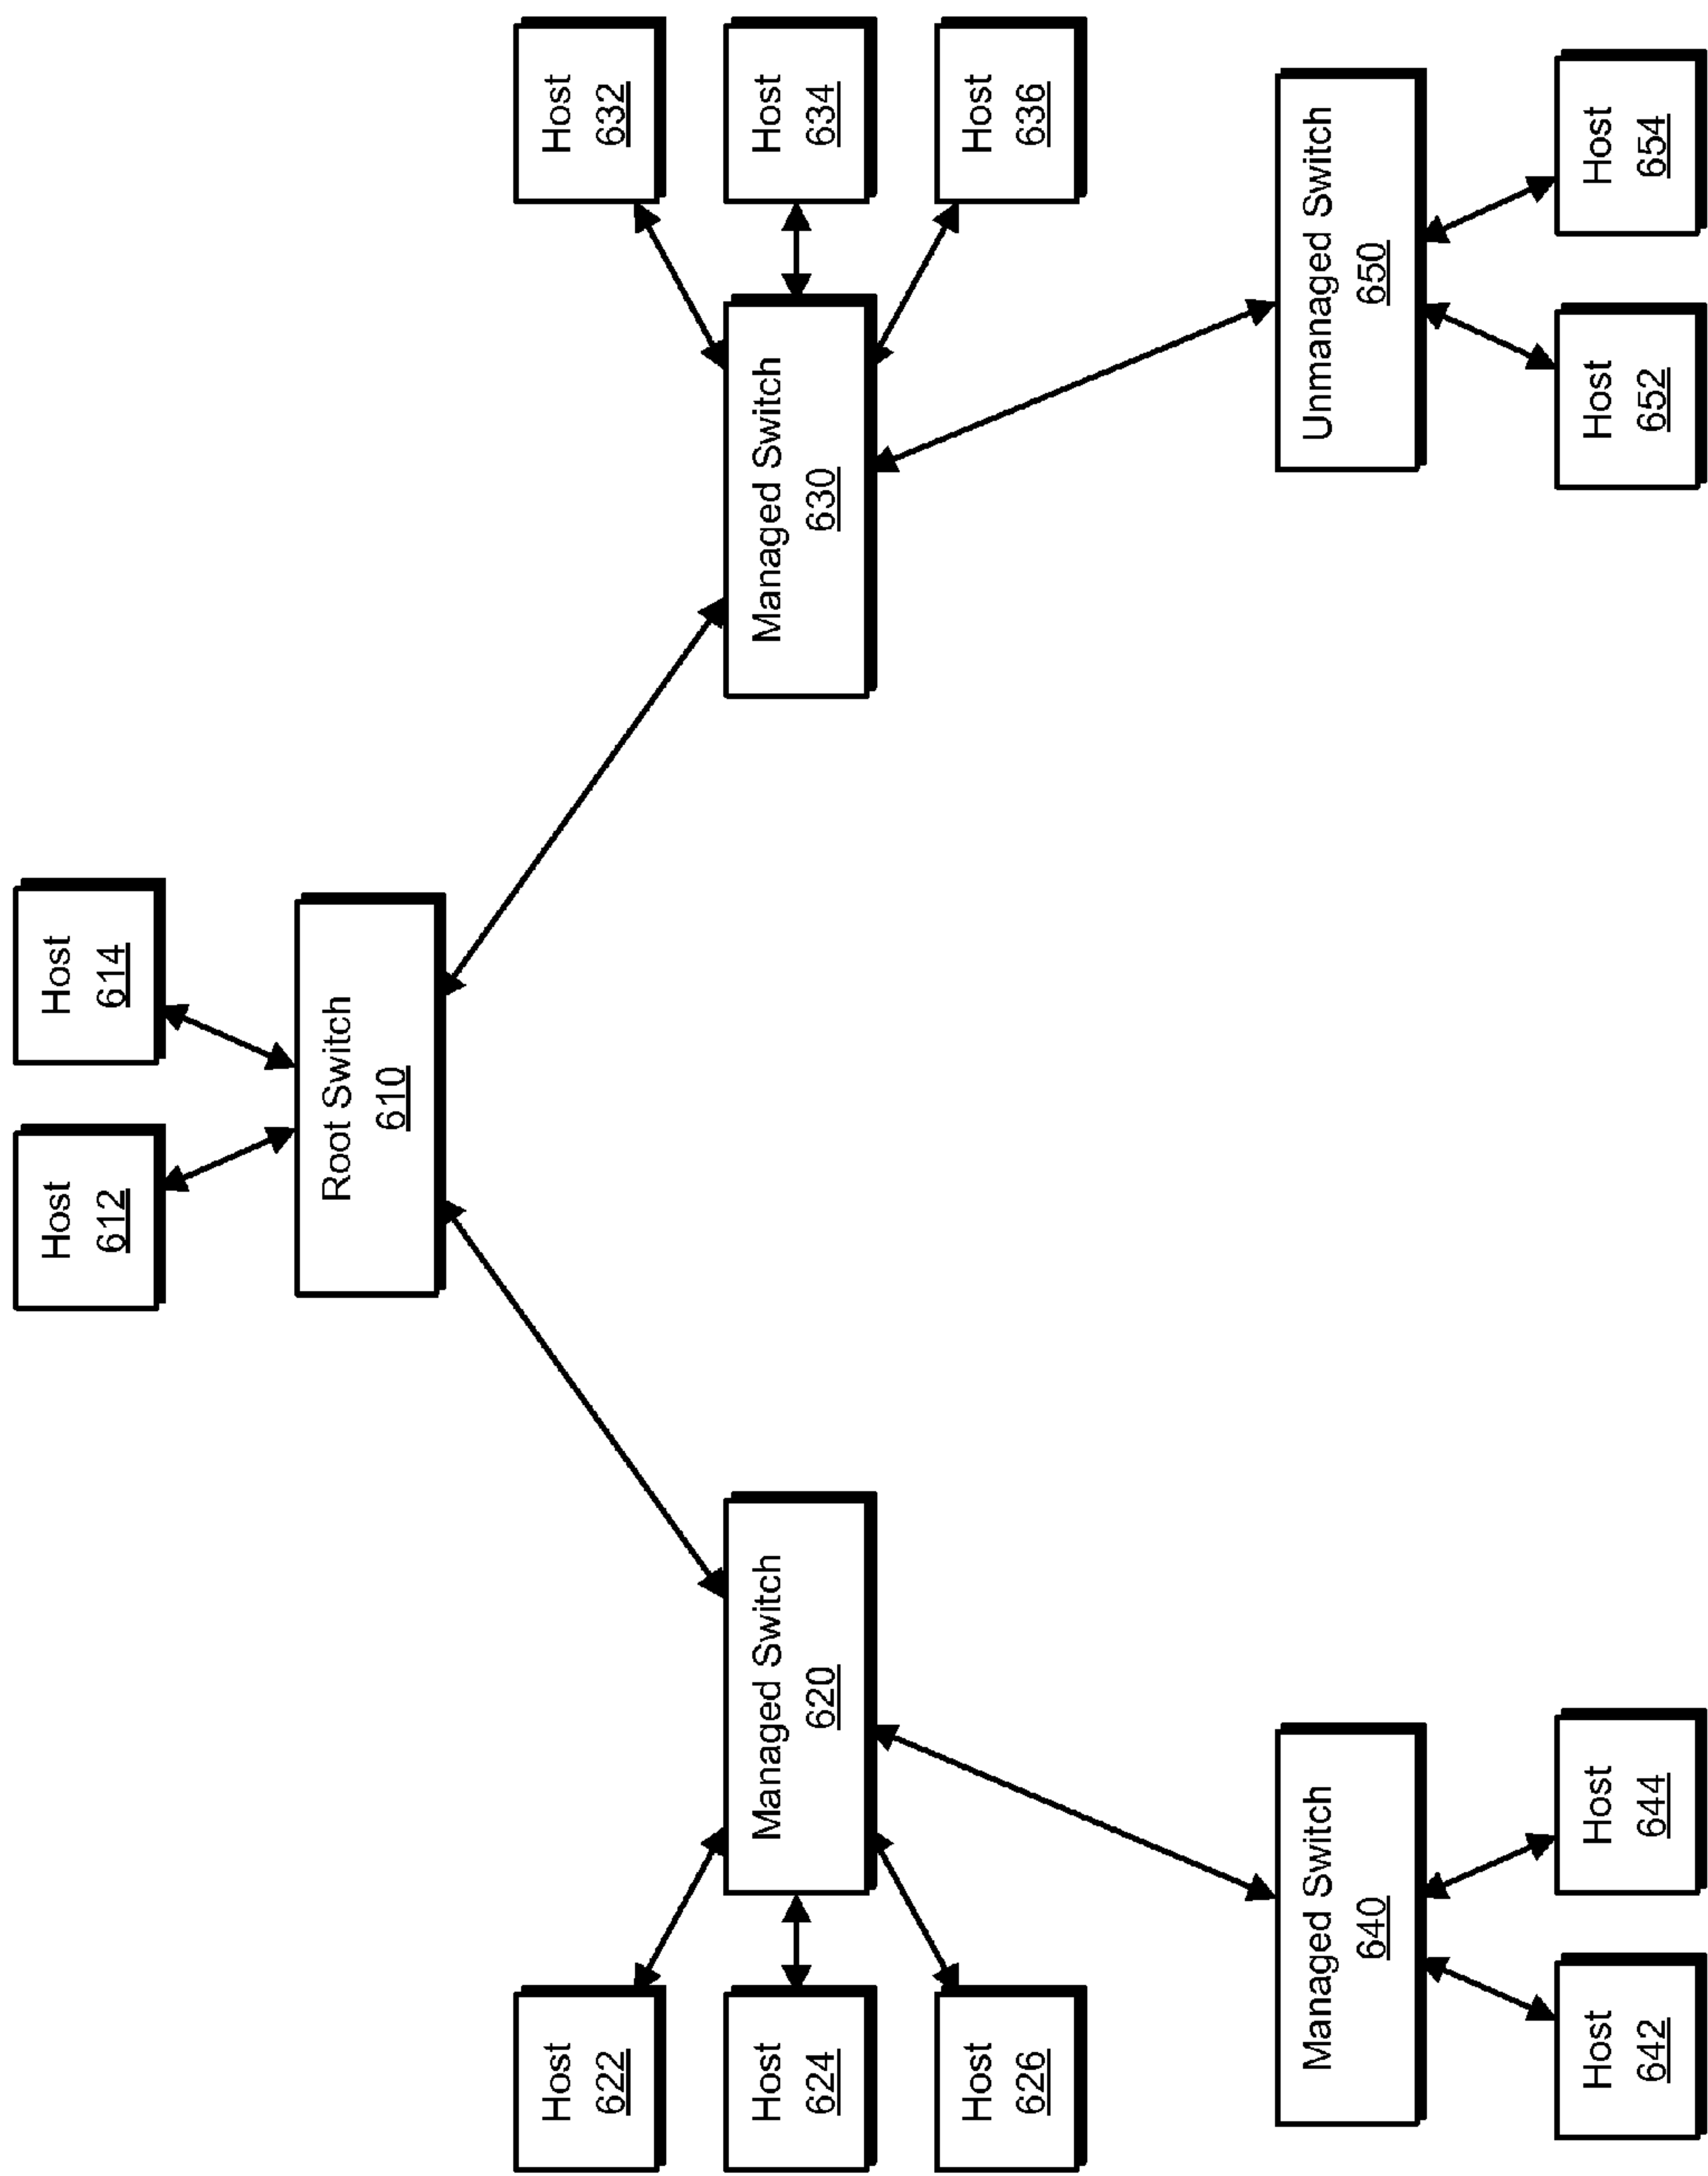 Host
612
Host
614
Root Switch
610
Host
622
Host
624
Host
626
Managed Switch
620
Managed Switch
630
Host
632
Host
634
Host
636
Managed Switch
640
Host
642
Host
644
Unmanaged Switch
650
Host
652
Host
654